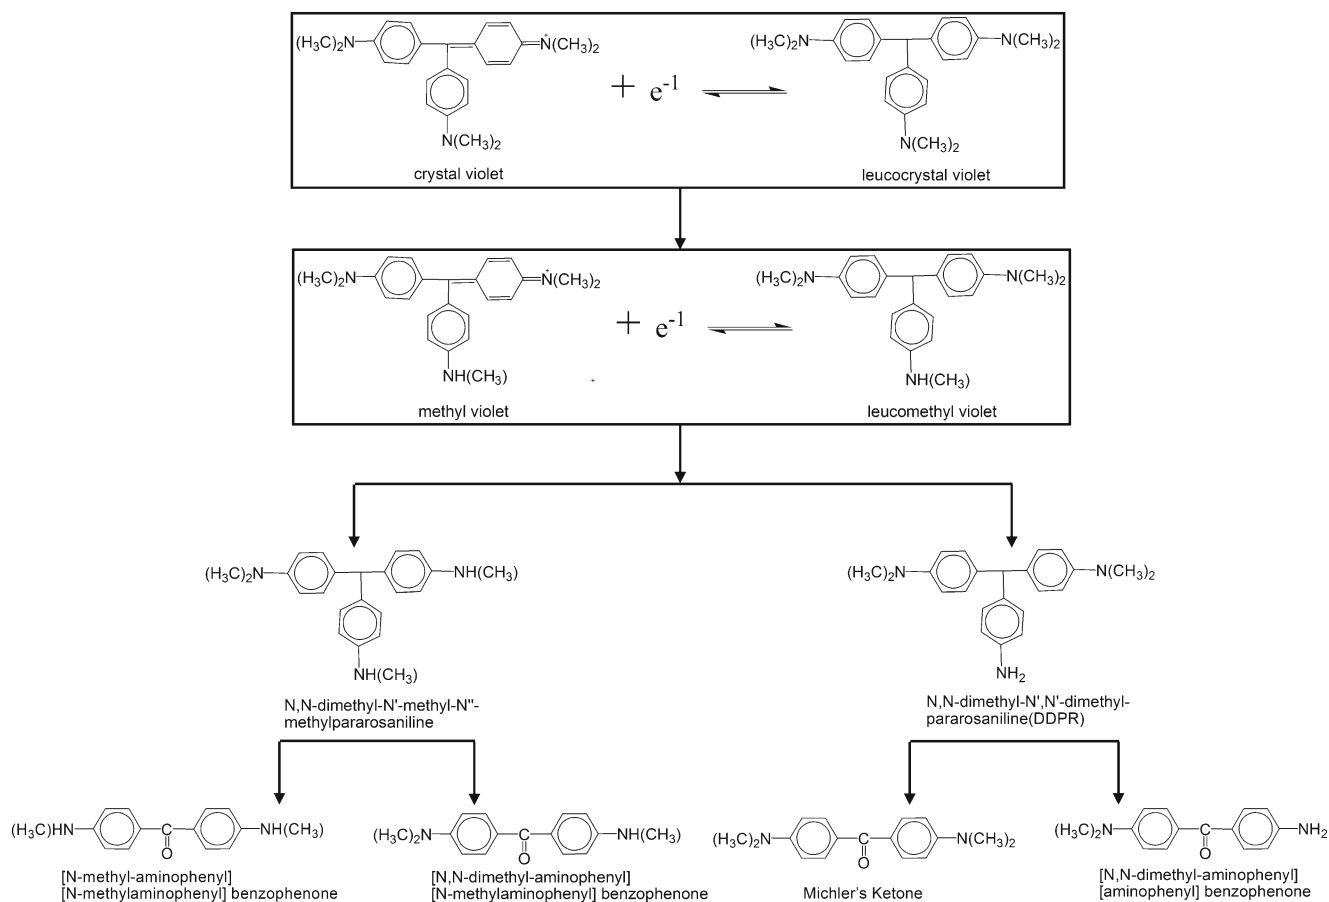 (H3C)2N
N(CH3)2
+
N(CH3)2
crystal violet
+ e-1
(H3C)2N
N(CH3)2
N(CH3)2
leucocrystal violet
(H3C)2N
N(CH3)2
+
NH(CH3)
methyl violet
+ e-1
(H3C)2N
N(CH3)2
NH(CH3)
leucomethyl violet
(H3C)2N
NH(CH3)
NH(CH3)
N,N-dimethyl-N'-methyl-N''-
methylpararosaniline
(H3C)2N
N(CH3)2
NH2
N,N-dimethyl-N',N'-dimethyl-
pararosaniline(DDPR)
(H3C)HN
C
O
NH(CH3)
[N-methyl-aminophenyl]
[N-methylaminophenyl] benzophenone
(H3C)2N
C
O
NH(CH3)
[N,N-dimethyl-aminophenyl]
[N-methylaminophenyl] benzophenone
(H3C)2N
C
O
N(CH3)2
Michler's Ketone
(H3C)2N
C
O
NH2
[N,N-dimethyl-aminophenyl]
[aminophenyl] benzophenone